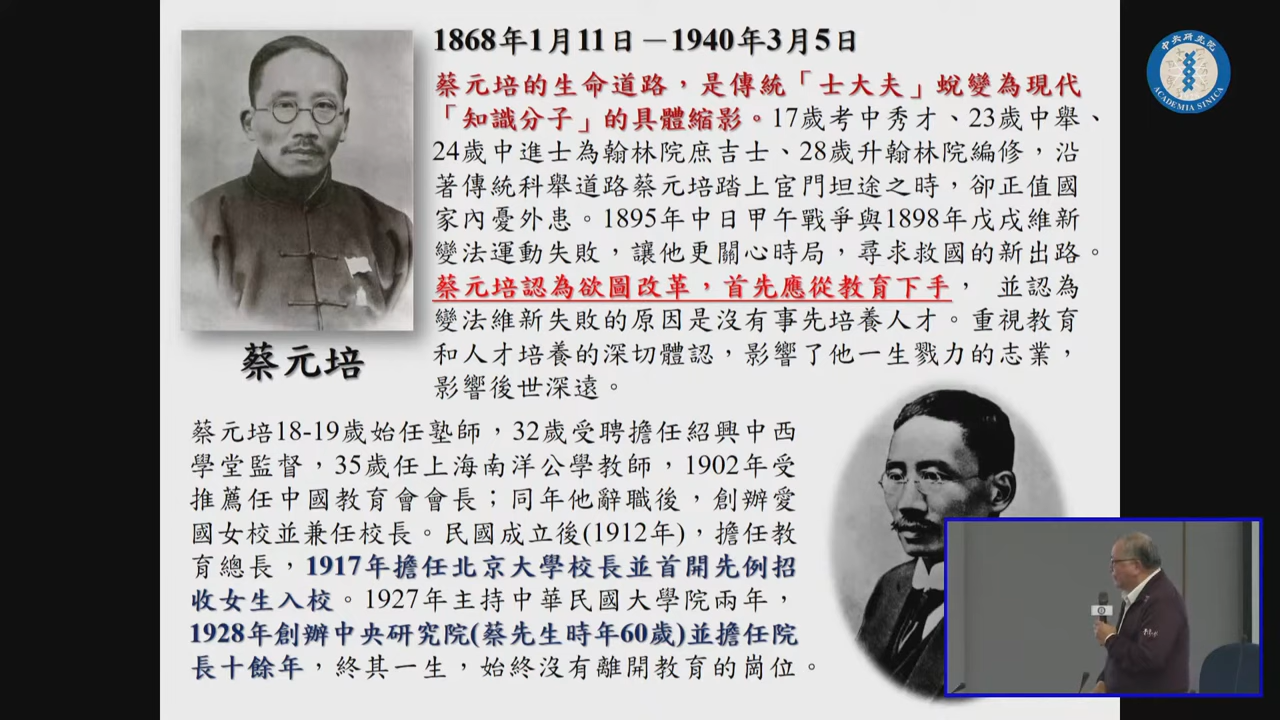 1868年1月11日－1940年3月5日
蔡元培的生命道路，是傳統「士大夫」蛻變為現代
「知識分子」的具體縮影。17歲考中秀才、23歲中舉、
24歲中進士為翰林院庶吉士、28歲升翰林院編修，沿
著傳統科舉道路蔡元培踏上宦門坦途之時，卻正值國
家內憂外患。1895年中日甲午戰爭與1898年戊戌維新
變法運動失敗，讓他更關心時局，尋求救國的新出路。
蔡元培認為欲圖改革，首先應從教育下手， 並認為
變法維新失敗的原因是沒有事先培養人才。重視教育
和人才培養的深切體認，影響了他一生戮力的志業，
影響後世深遠。
蔡元培
蔡元培18-19歲始任塾師，32歲受聘擔任紹興中西
學堂監督，35歲任上海南洋公學教師，1902年受
推薦任中國教育會會長；同年他辭職後，創辦愛
國女校並兼任校長。民國成立後(1912年)，擔任教
育總長，1917年擔任北京大學校長並首開先例招
收女生入校。1927年主持中華民國大學院兩年，
1928年創辦中央研究院(蔡先生時年60歲)並擔任院
長十餘年，終其一生，始終沒有離開教育的崗位。
中央研究院
ACADEMIA SINICA